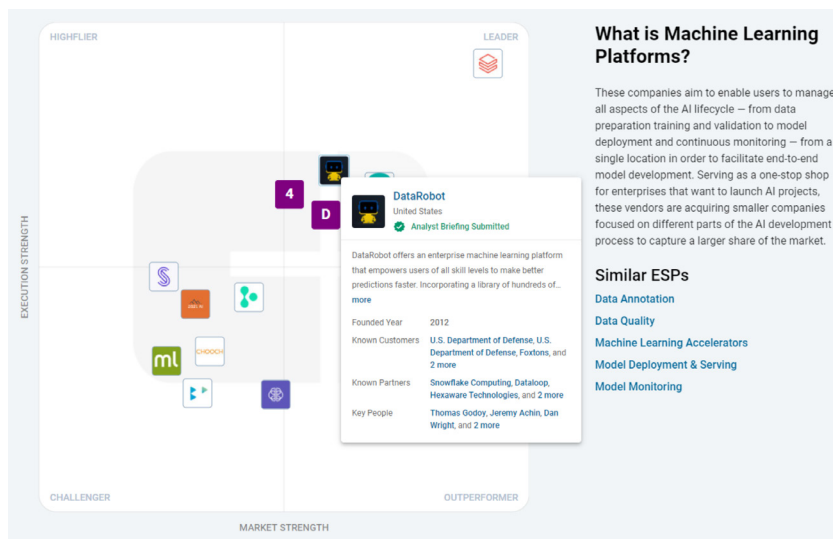 HIGHFLIER
LEADER
4
D
ml
CHOOCH
DataRobot
United States
Analyst Briefing Submitted
DataRobot offers an enterprise machine learning platform
that empowers users of all skill levels to make better
predictions faster. Incorporating a library of hundreds of...
more
Founded Year 2012
Known Customers U.S. Department of Defense, U.S.
Department of Defense, Foxtons, and
2 more
Known Partners Snowflake Computing, Dataloop,
Hexaware Technologies, and 2 more
Key People Thomas Godoy, Jeremy Achin, Dan
Wright, and 2 more
EXECUTION STRENGTH
CHALLENGER
OUTPERFORMER
MARKET STRENGTH
What is Machine Learning
Platforms?
These companies aim to enable users to manage
all aspects of the AI lifecycle — from data
preparation training and validation to model
deployment and continuous monitoring — from a
single location in order to facilitate end-to-end
model development. Serving as a one-stop shop
for enterprises that want to launch AI projects,
these vendors are acquiring smaller companies
focused on different parts of the AI development
process to capture a larger share of the market.
Similar ESPs
Data Annotation
Data Quality
Machine Learning Accelerators
Model Deployment & Serving
Model Monitoring